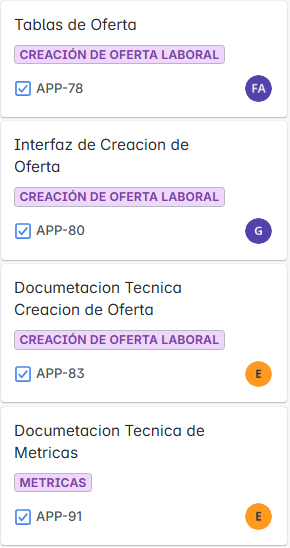 Tablas de Oferta
CREACIÓN DE OFERTA LABORAL
APP-78 FA
Interfaz de Creacion de
Oferta
CREACIÓN DE OFERTA LABORAL
APP-80 G
Documetacion Tecnica
Creacion de Oferta
CREACIÓN DE OFERTA LABORAL
APP-83 E
Documetacion Tecnica de
Metricas
METRICAS
APP-91 E